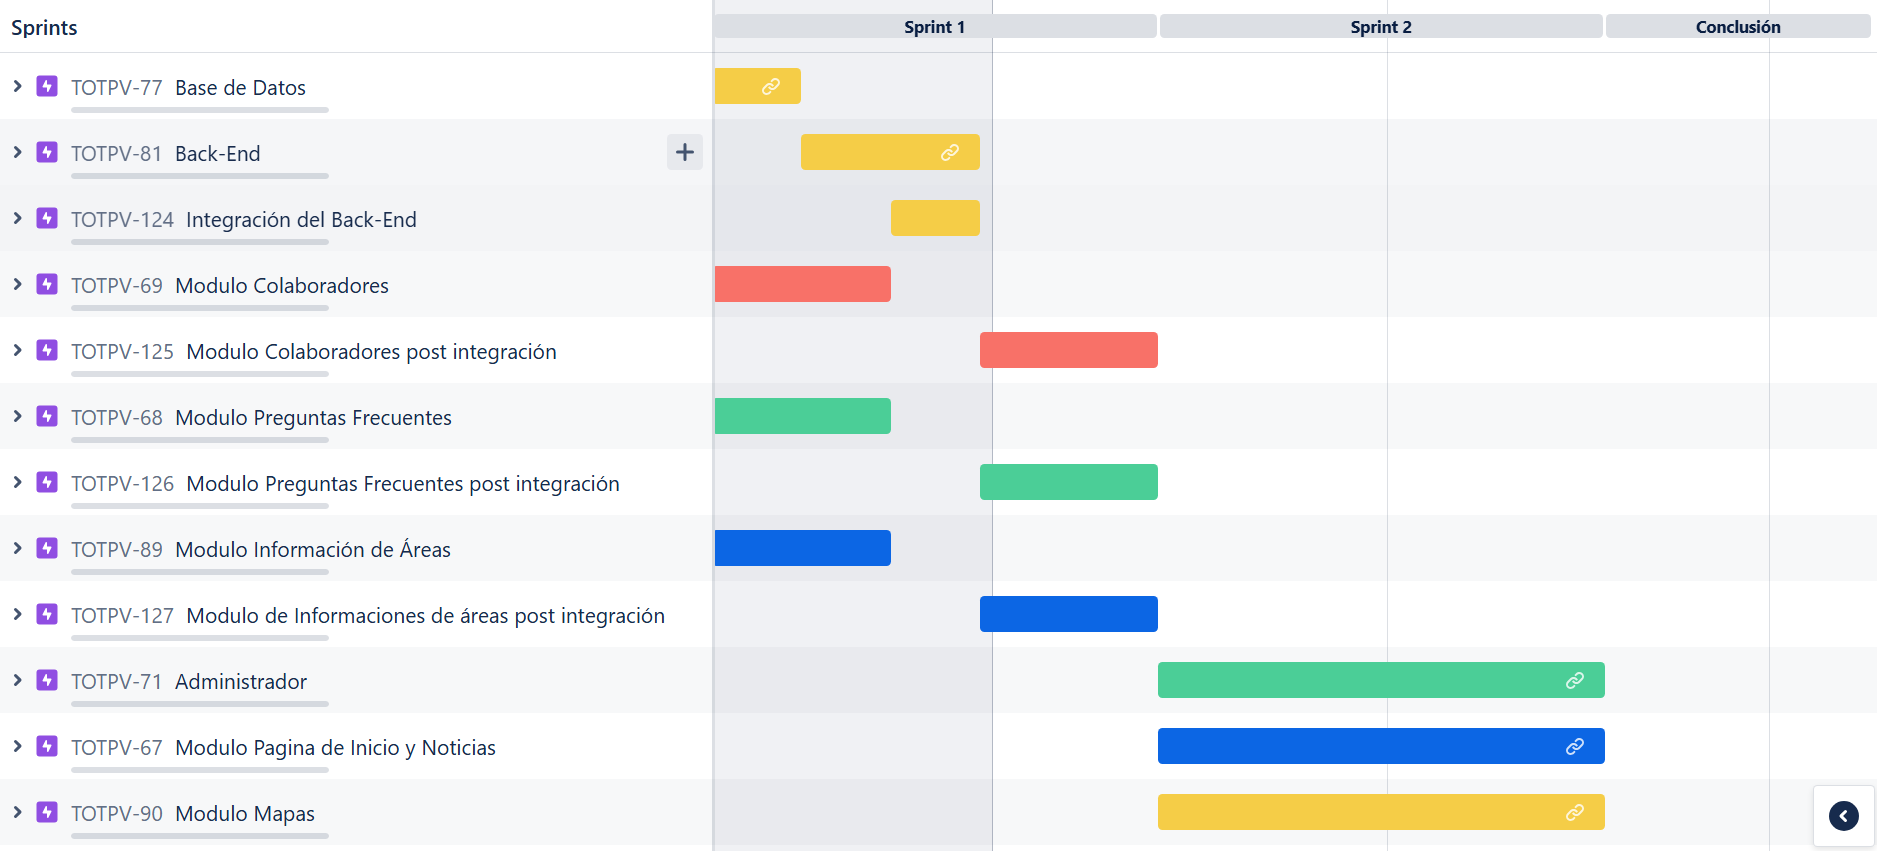 Sprints
Sprint 1
Sprint 2
Conclusión
TOTPV-77 Base de Datos
TOTPV-81 Back-End
TOTPV-124 Integración del Back-End
TOTPV-69 Modulo Colaboradores
TOTPV-125 Modulo Colaboradores post integración
TOTPV-68 Modulo Preguntas Frecuentes
TOTPV-126 Modulo Preguntas Frecuentes post integración
TOTPV-89 Modulo Información de Áreas
TOTPV-127 Modulo de Informaciones de áreas post integración
TOTPV-71 Administrador
TOTPV-67 Modulo Pagina de Inicio y Noticias
TOTPV-90 Modulo Mapas